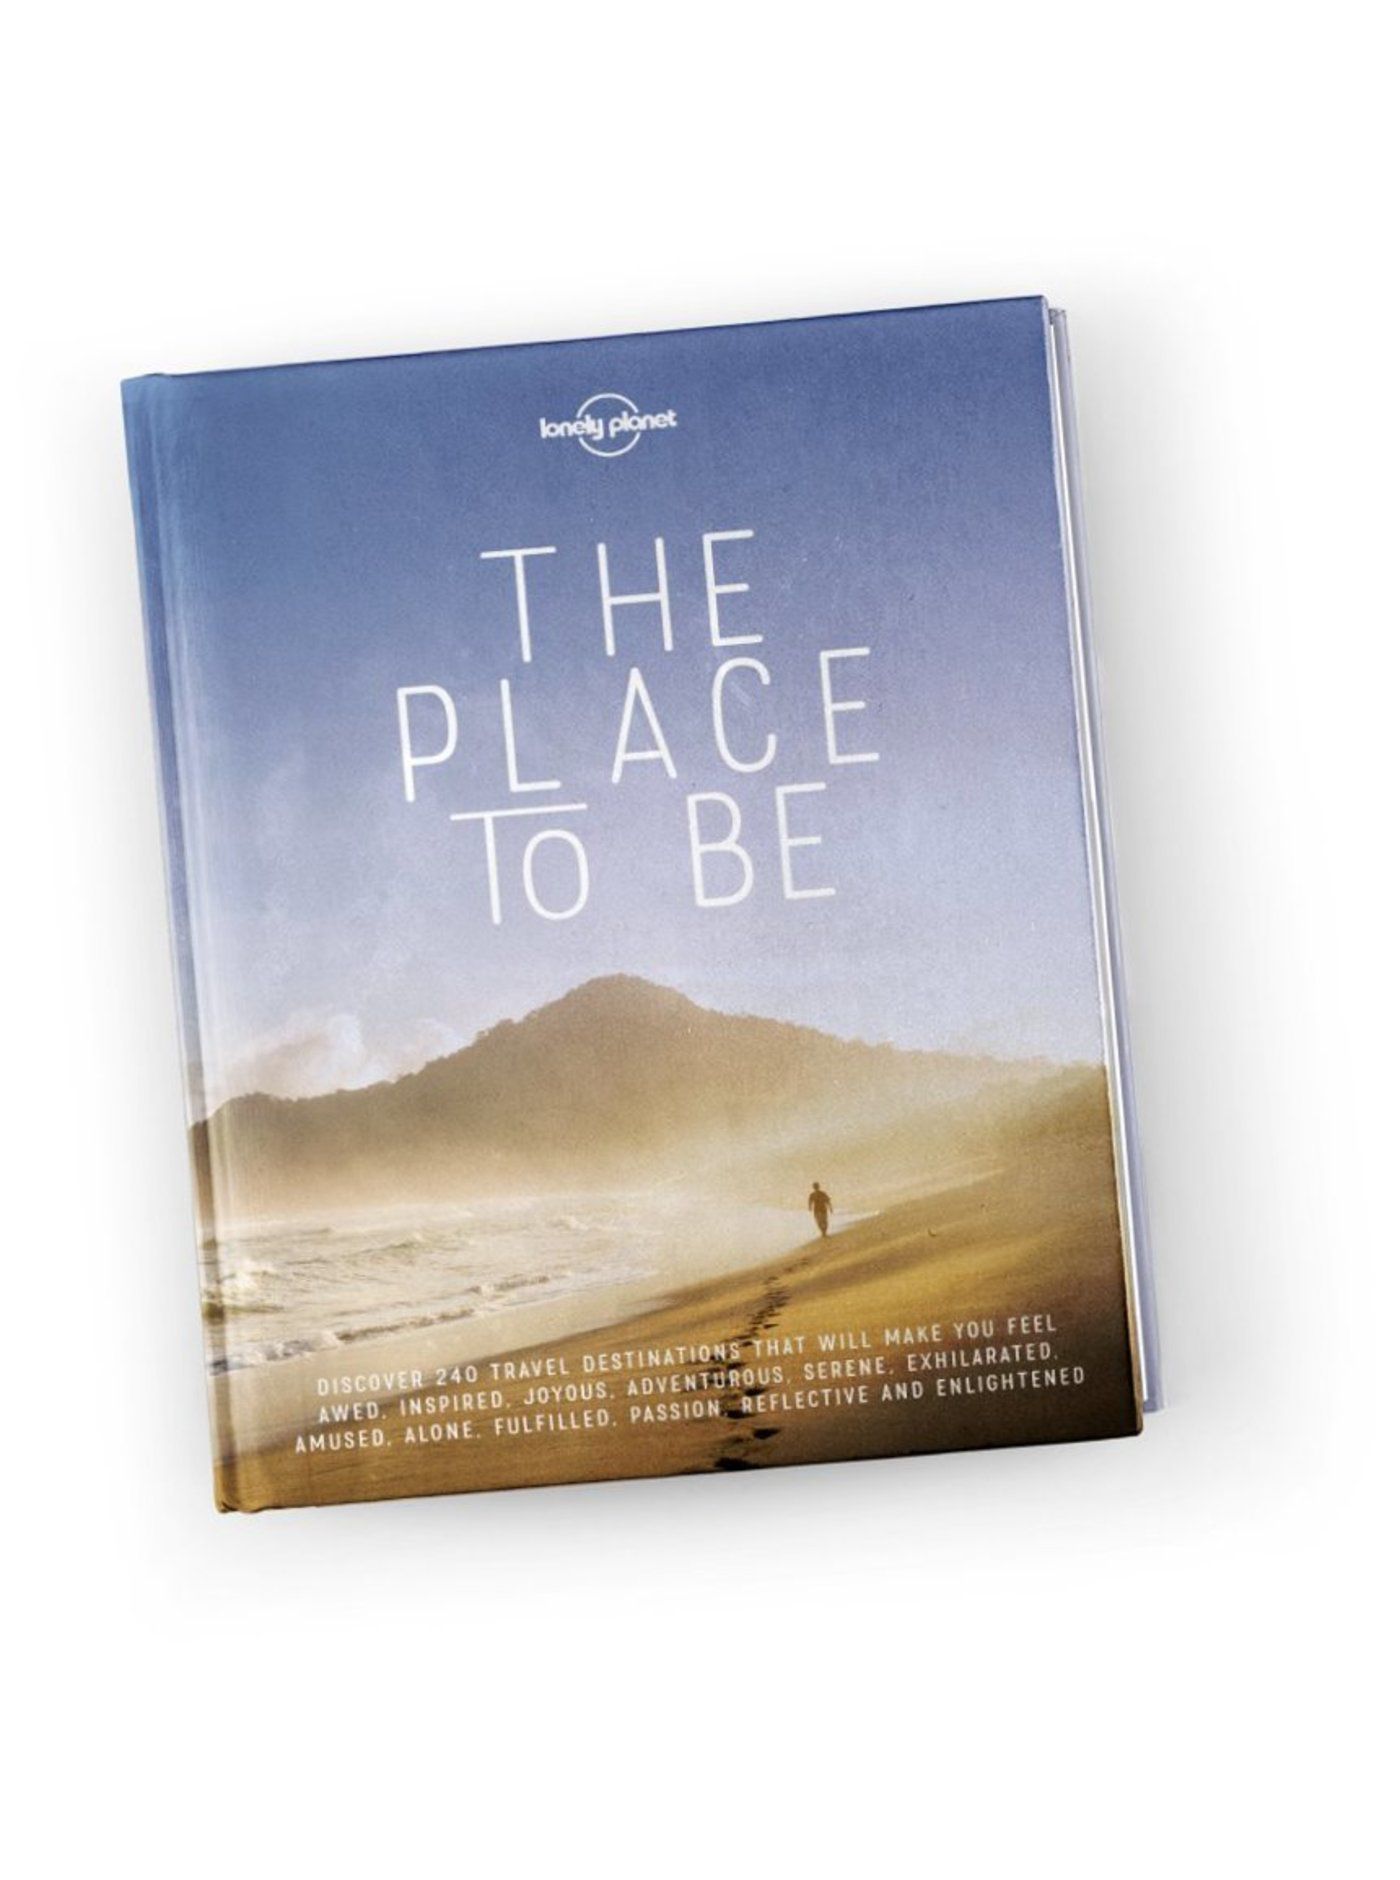 lonely planet
THE
PLACE
TO BE
DISCOVER 240 TRAVEL DESTINATIONS THAT WILL MAKE YOU FEEL
AWED, INSPIRED, JOYOUS, ADVENTUROUS, SERENE, EXHILARATED,
AMUSED, ALONE, FULFILLED, PASSION, REFLECTIVE AND ENLIGHTENED